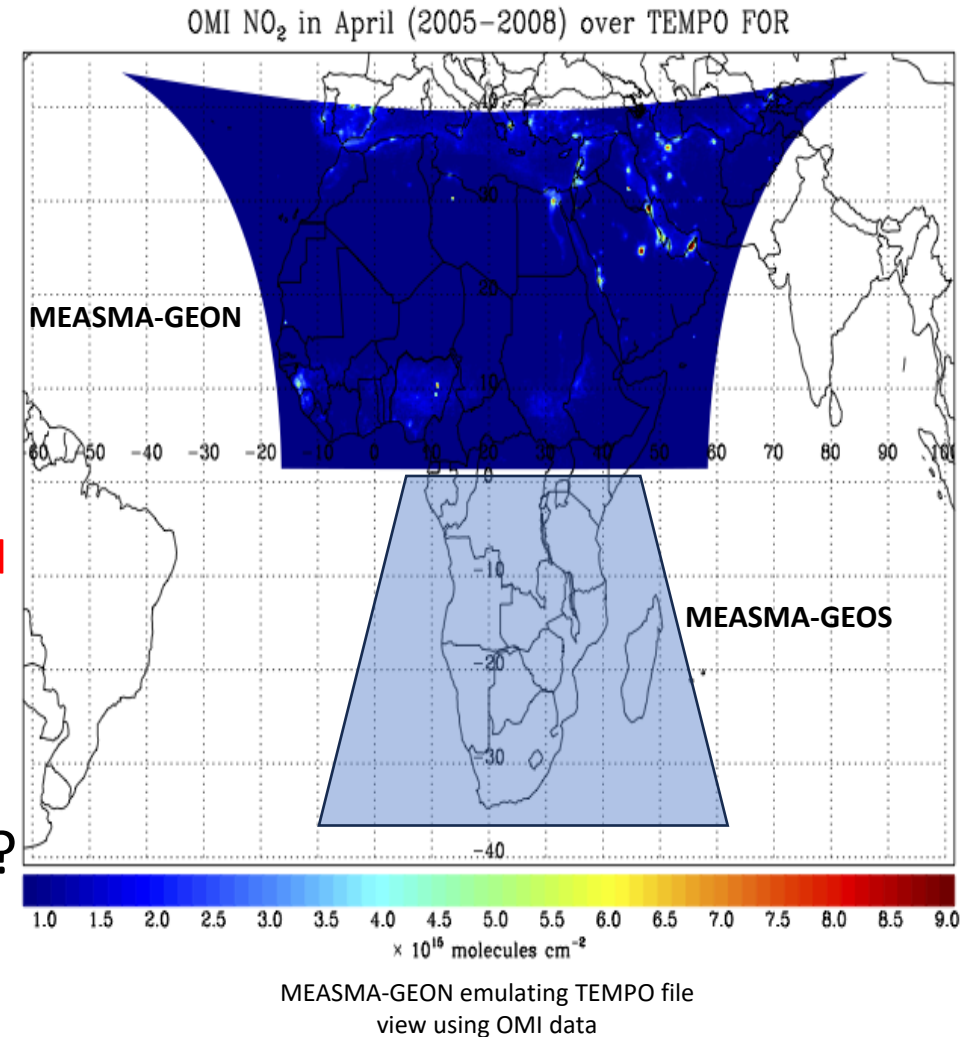 OMI NO₂ in April (2005−2008) over TEMPO FOR
40
30
20
MEASMA-GEON
10
-60 -50 -40 -30 -20 -10 0 10 20 30 40 50 60 70 80 90 100
0
-10
MEASMA-GEOS
-20
-30
?
-40
1.0 1.5 2.0 2.5 3.0 3.5 4.0 4.5 5.0 5.5 6.0 6.5 7.0 7.5 8.0 8.5 9.0
× 10¹⁵ molecules cm⁻²
MEASMA-GEON emulating TEMPO file
view using OMI data